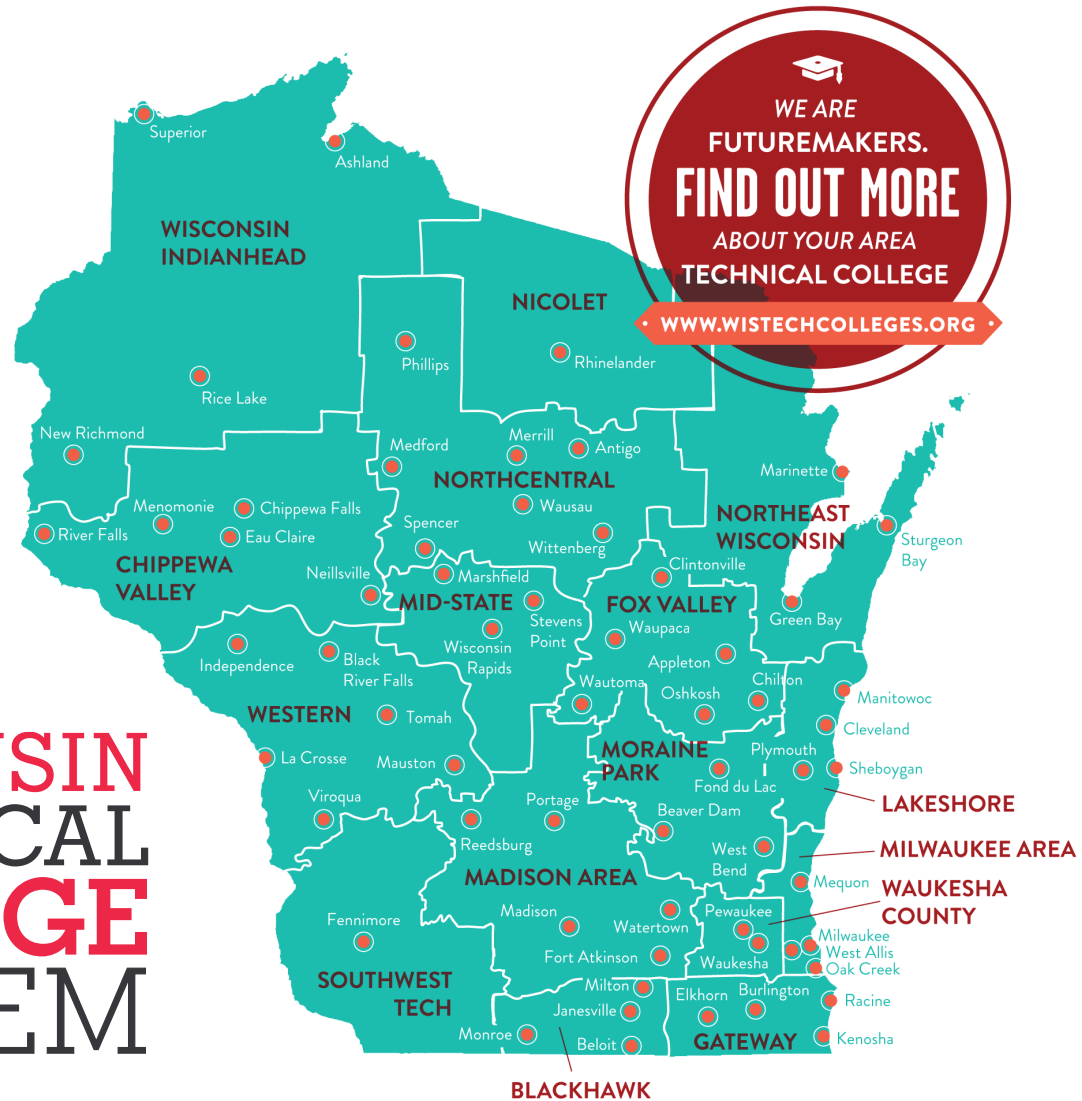 WE ARE
FUTUREMAKERS.
FIND OUT MORE
ABOUT YOUR AREA
TECHNICAL COLLEGE
WWW.WISTECHCOLLEGES.ORG
Superior
Ashland
WISCONSIN
INDIANHEAD
NICOLET
Phillips
Rhinelander
Rice Lake
New Richmond
Medford
Merrill
Antigo
Marinette
NORTHCENTRAL
Menomonie
Chippewa Falls
Wausau
NORTHEAST
WISCONSIN
Spencer
River Falls
Eau Claire
Wittenberg
Sturgeon
Bay
CHIPPEWA
VALLEY
Neillsville
Marshfield
Clintonville
MID-STATE
Stevens
Point
FOX VALLEY
Green Bay
Waupaca
Wisconsin
Rapids
Independence
Black
River Falls
Appleton
Wautoma
Oshkosh
Chilton
Manitowoc
WESTERN
Tomah
Cleveland
MORAINE
PARK
Plymouth
La Crosse
Mauston
Fond du Lac
Sheboygan
LAKESHORE
Viroqua
Portage
Beaver Dam
Reedsburg
West
Bend
MILWAUKEE AREA
MADISON AREA
Mequon
WAUKESHA
COUNTY
Fennimore
Madison
Watertown
Pewaukee
Milwaukee
West Allis
Fort Atkinson
Waukesha
Oak Creek
SOUTHWEST
TECH
Milton
Elkhorn
Burlington
Racine
Janesville
Monroe
Beloit
GATEWAY
Kenosha
BLACKHAWK
SIN
CAL
GE
EM